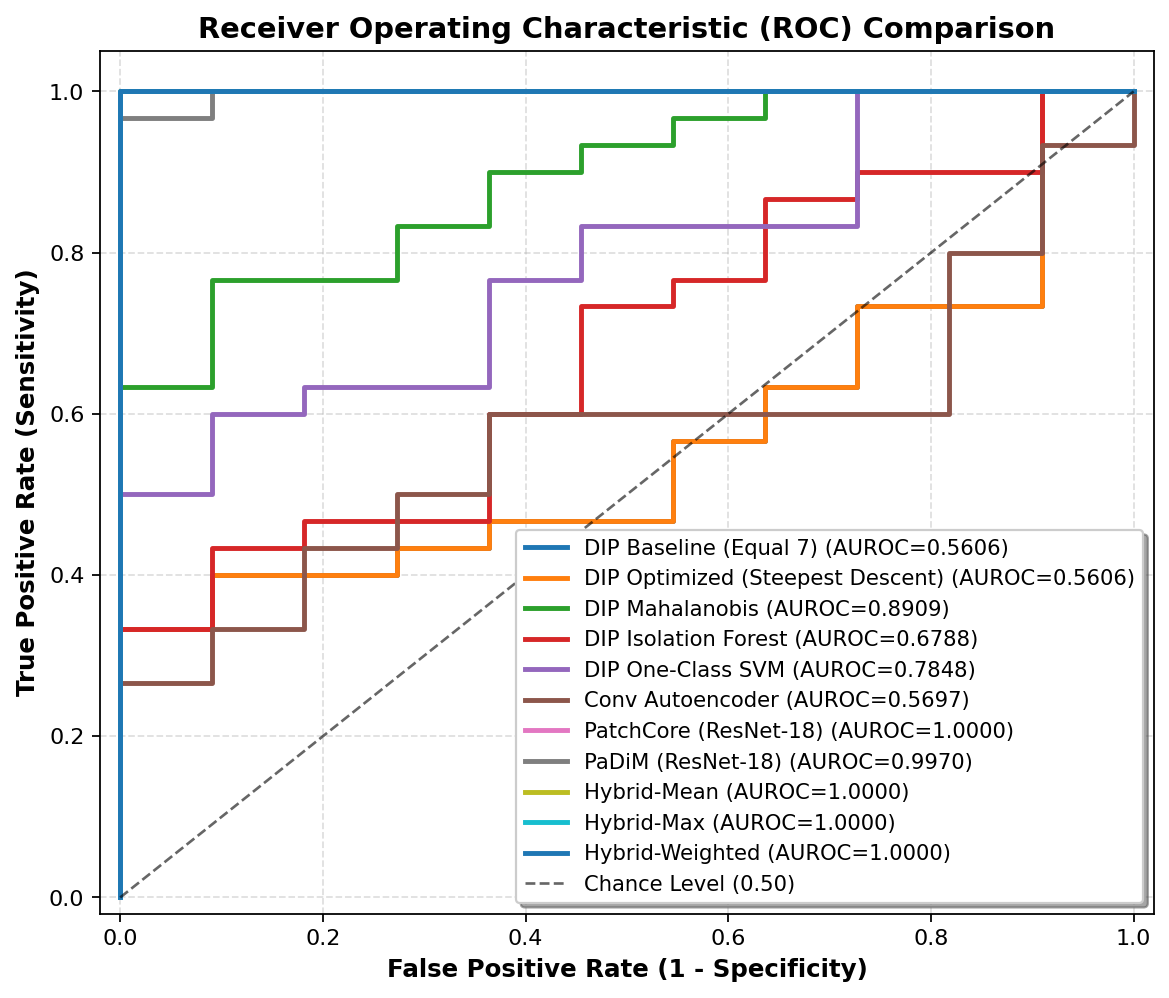 Receiver Operating Characteristic (ROC) Comparison
True Positive Rate (Sensitivity)
1.0
0.8
0.6
0.4
0.2
0.0
DIP Baseline (Equal 7) (AUROC=0.5606)
DIP Optimized (Steepest Descent) (AUROC=0.5606)
DIP Mahalanobis (AUROC=0.8909)
DIP Isolation Forest (AUROC=0.6788)
DIP One-Class SVM (AUROC=0.7848)
Conv Autoencoder (AUROC=0.5697)
PatchCore (ResNet-18) (AUROC=1.0000)
PaDiM (ResNet-18) (AUROC=0.9970)
Hybrid-Mean (AUROC=1.0000)
Hybrid-Max (AUROC=1.0000)
Hybrid-Weighted (AUROC=1.0000)
Chance Level (0.50)
0.0 0.2 0.4 0.6 0.8 1.0
False Positive Rate (1 - Specificity)